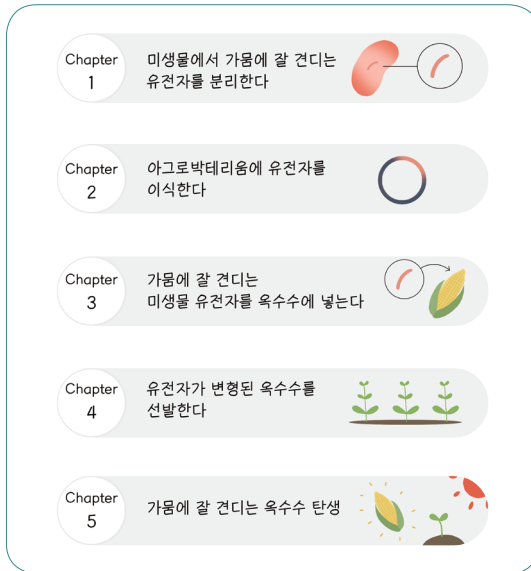 Chapter
1
미생물에서 가뭄에 잘 견디는
유전자를 분리한다
Chapter
2
아그로박테리움에 유전자를
이식한다
Chapter
3
가뭄에 잘 견디는
미생물 유전자를 옥수수에 넣는다
Chapter
4
유전자가 변형된 옥수수를
선발한다
Chapter
5
가뭄에 잘 견디는 옥수수 탄생